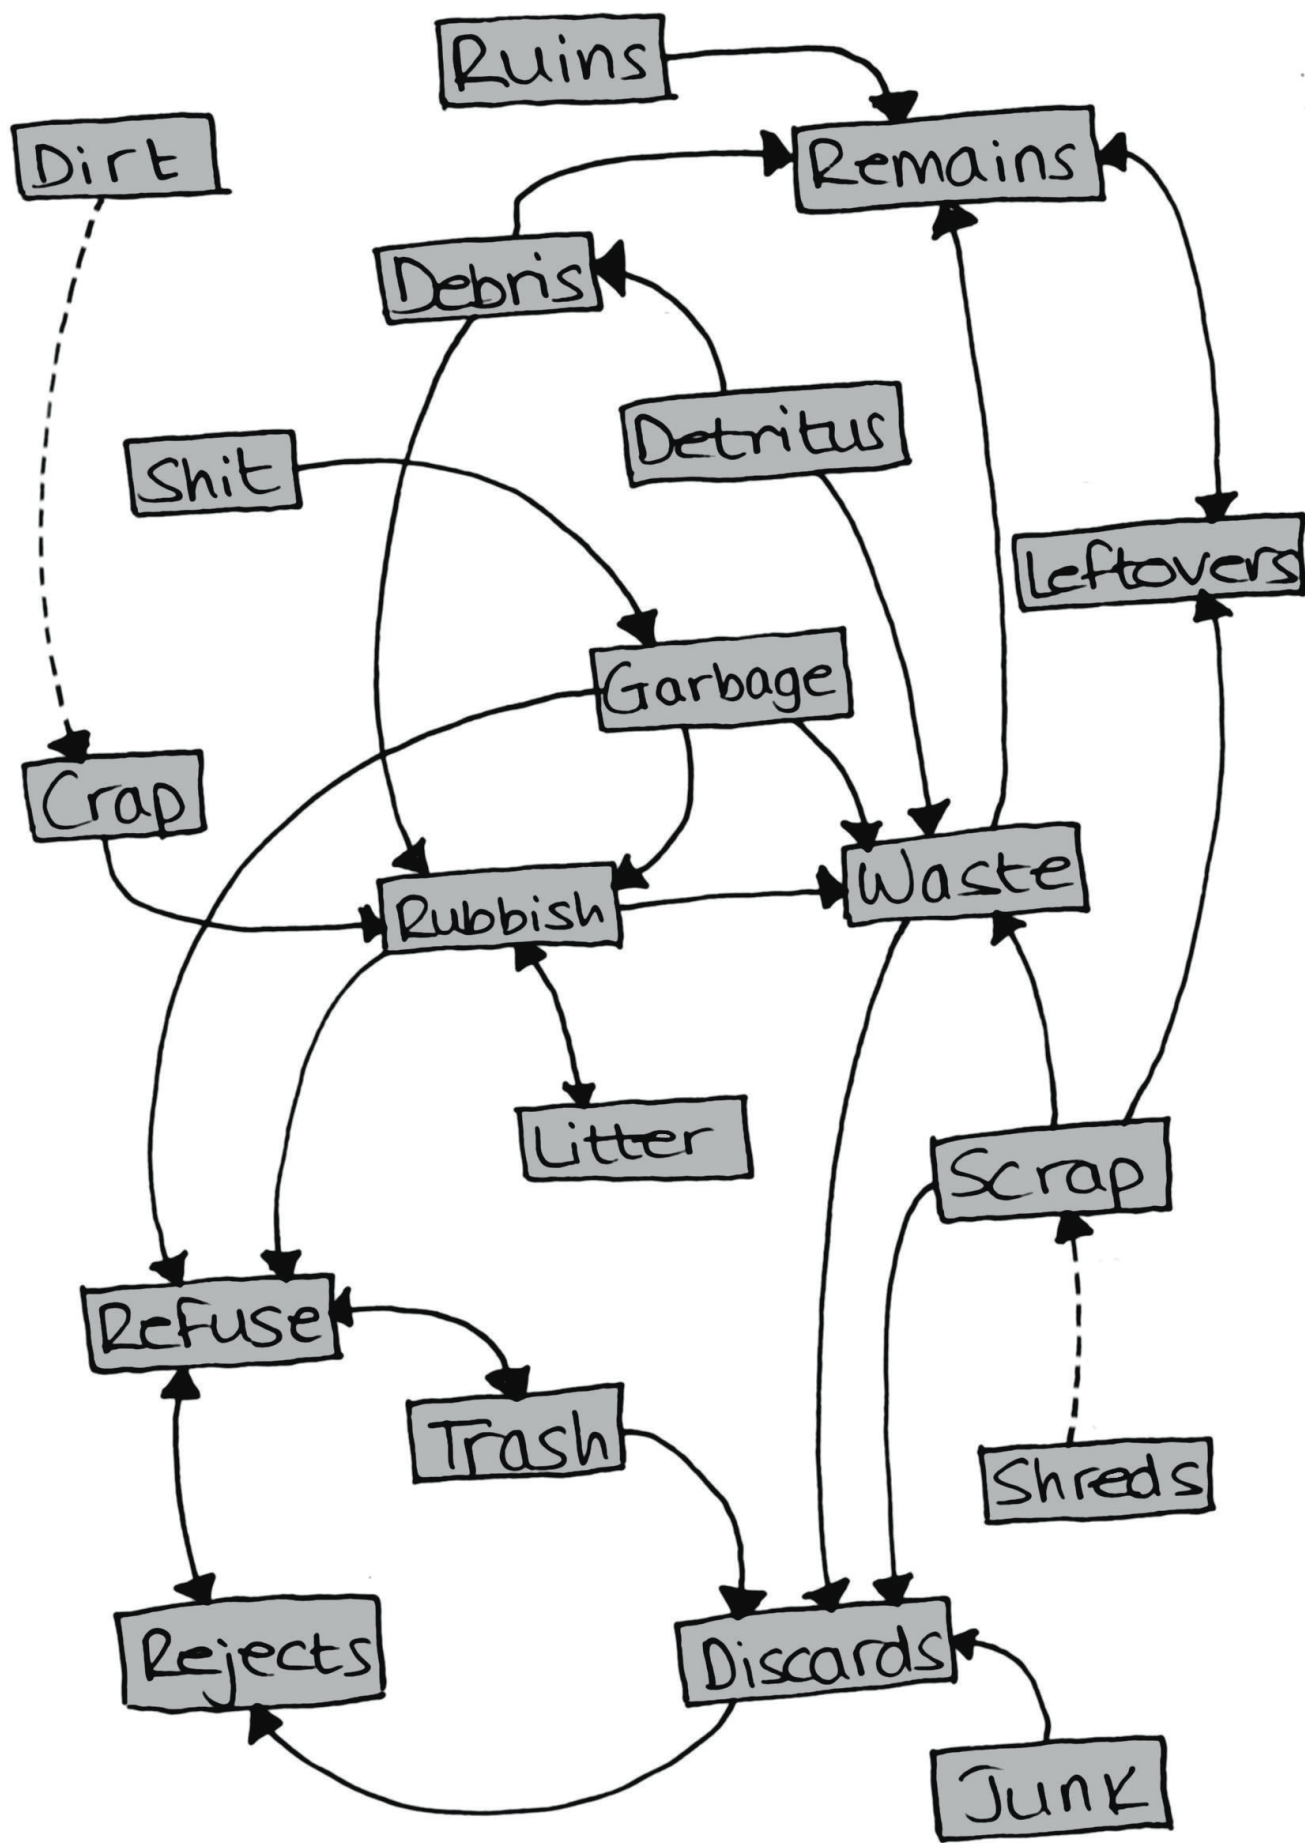 Ruins
Dirt
Remains
Debris
Detritus
Shit
Leftovers
Garbage
Crap
Waste
Rubbish
Litter
Scrap
Refuse
Trash
Shreds
Rejects
Discards
Junk